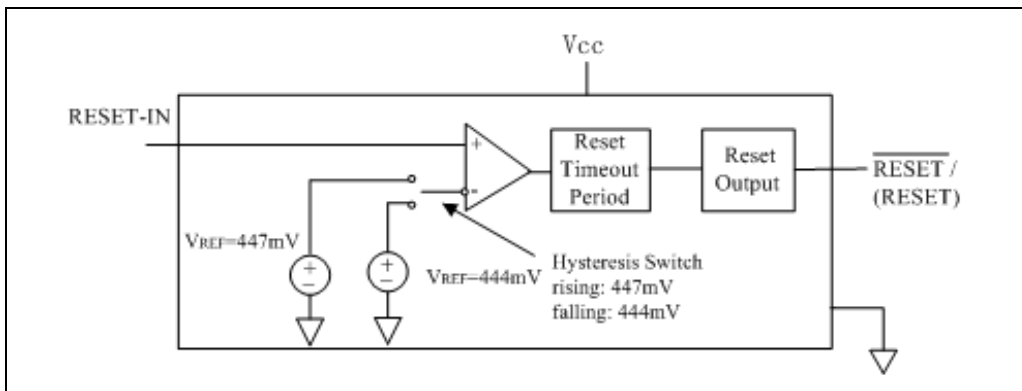 Vcc
RESET-IN
+
-
Reset
Timeout
Period
Reset
Output
RESET /
(RESET)
VREF=447mV
+
−
+
−
VREF=444mV
Hysteresis Switch
rising: 447mV
falling: 444mV